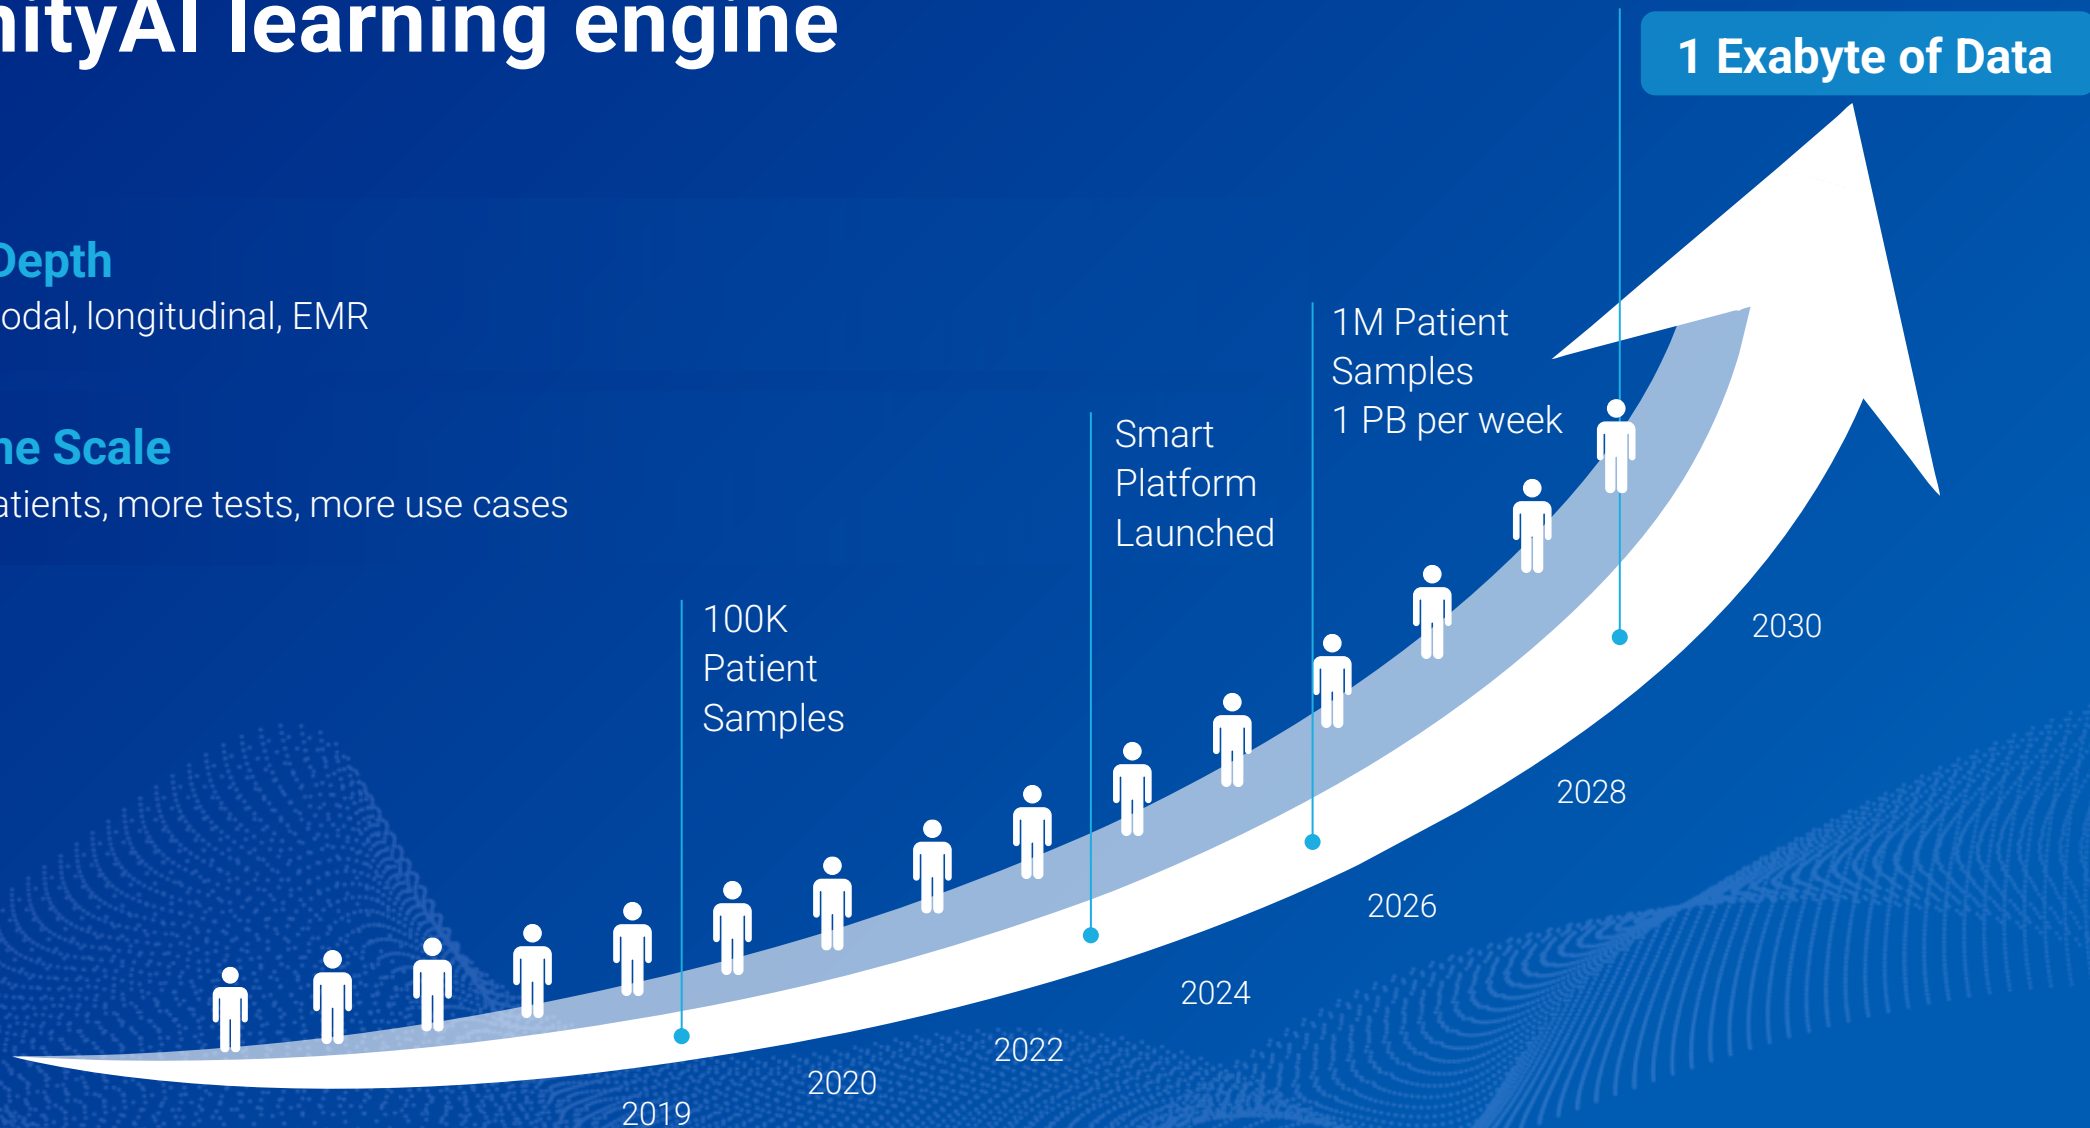 nityAI learning engine
1 Exabyte of Data
Depth
odal, longitudinal, EMR
ne Scale
atients, more tests, more use cases
100K
Patient
Samples
Smart
Platform
Launched
1M Patient
Samples
1 PB per week
2019
2020
2022
2024
2026
2028
2030